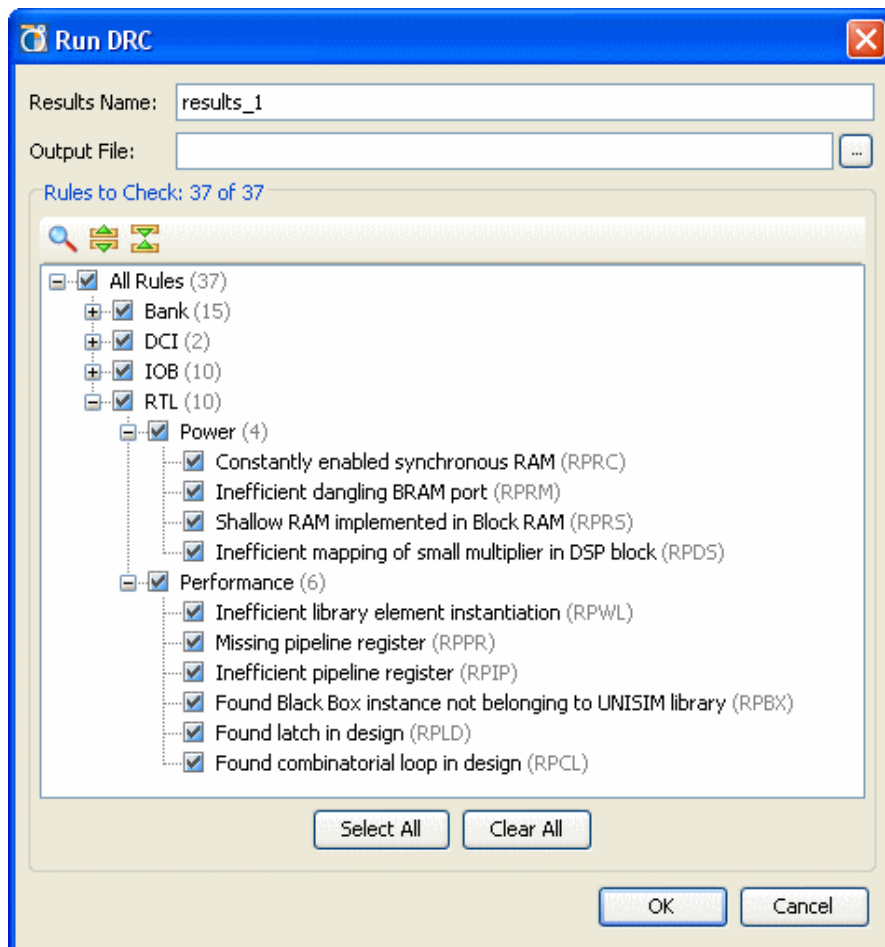 Run DRC
Results Name: results_1
Output File: ...
Rules to Check: 37 of 37
All Rules (37)
Bank (15)
DCI (2)
IOB (10)
RTL (10)
Power (4)
Constantly enabled synchronous RAM (RPRC)
Inefficient dangling BRAM port (RPRM)
Shallow RAM implemented in Block RAM (RPRS)
Inefficient mapping of small multiplier in DSP block (RPDS)
Performance (6)
Inefficient library element instantiation (RPWL)
Missing pipeline register (RPPR)
Inefficient pipeline register (RPIP)
Found Black Box instance not belonging to UNISIM library (RPBX)
Found latch in design (RPLD)
Found combinatorial loop in design (RPCL)
Select All Clear All
OK Cancel